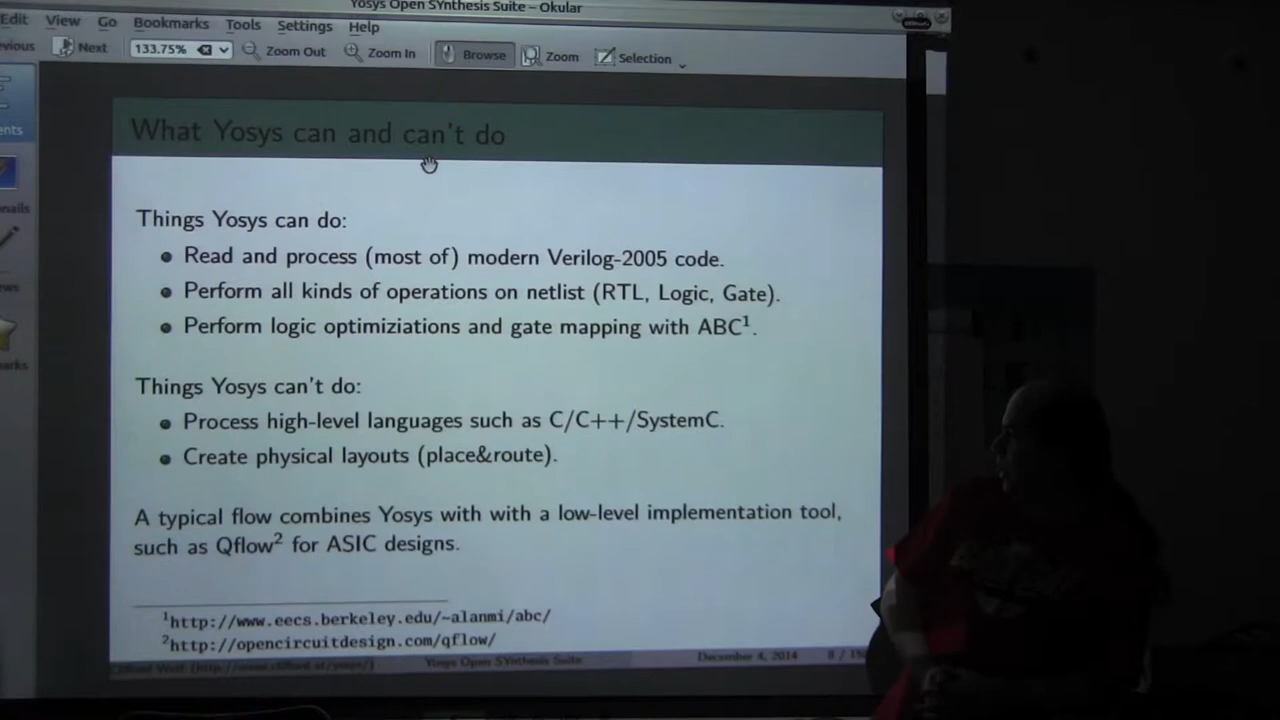 Yosys Open SYnthesis Suite – Okular
Edit View Go Bookmarks Tools Settings Help
Next 133.75% Zoom Out Zoom In Browse Zoom Selection
What Yosys can and can't do
Things Yosys can do:
Read and process (most of) modern Verilog-2005 code.
Perform all kinds of operations on netlist (RTL, Logic, Gate).
Perform logic optimiziations and gate mapping with ABC¹.
Things Yosys can't do:
Process high-level languages such as C/C++/SystemC.
Create physical layouts (place&route).
A typical flow combines Yosys with with a low-level implementation tool,
such as Qflow² for ASIC designs.
¹http://www.eecs.berkeley.edu/~alanmi/abc/
²http://opencircuitdesign.com/qflow/
Yosys Open SYnthesis Suite December 4, 2014 8 /